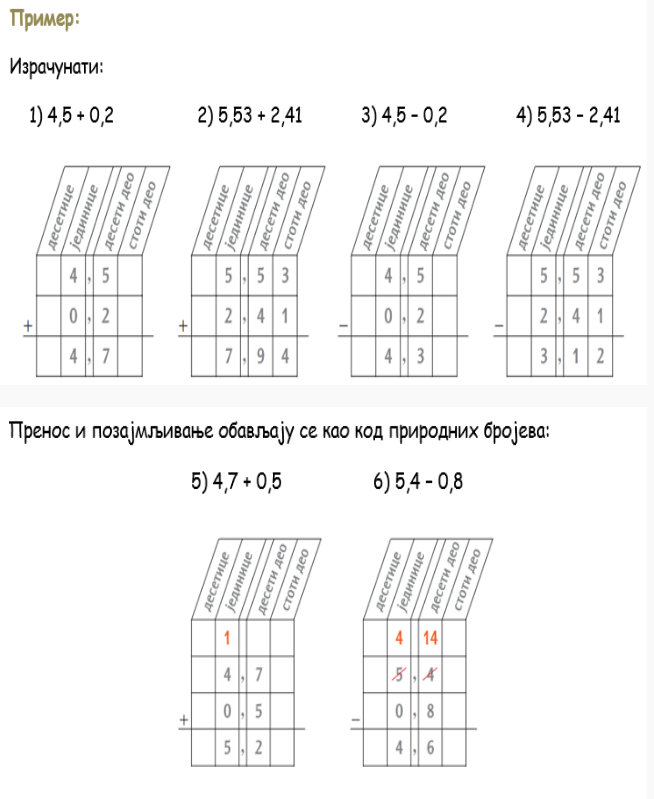 Пример:
Израчунати:
1) 4,5 + 0,2 2) 5,53 + 2,41 3) 4,5 – 0,2 4) 5,53 – 2,41
десетице јединице десети део стоти део десетице јединице десети део стоти део десетице јединице десети део стоти део десетице јединице десети део стоти део
4 , 5 5 , 5 3 4 , 5 5 , 5 3
+ 0 , 2 + 2 , 4 1 – 0 , 2 – 2 , 4 1
4 , 7 7 , 9 4 4 , 3 3 , 1 2
Пренос и позајмљивање обављају се као код природних бројева:
5) 4,7 + 0,5 6) 5,4 – 0,8
десетице јединице десети део стоти део десетице јединице десети део стоти део
1 4 14
4 , 7 5 , 4
+ 0 , 5 – 0 , 8
5 , 2 4 , 6